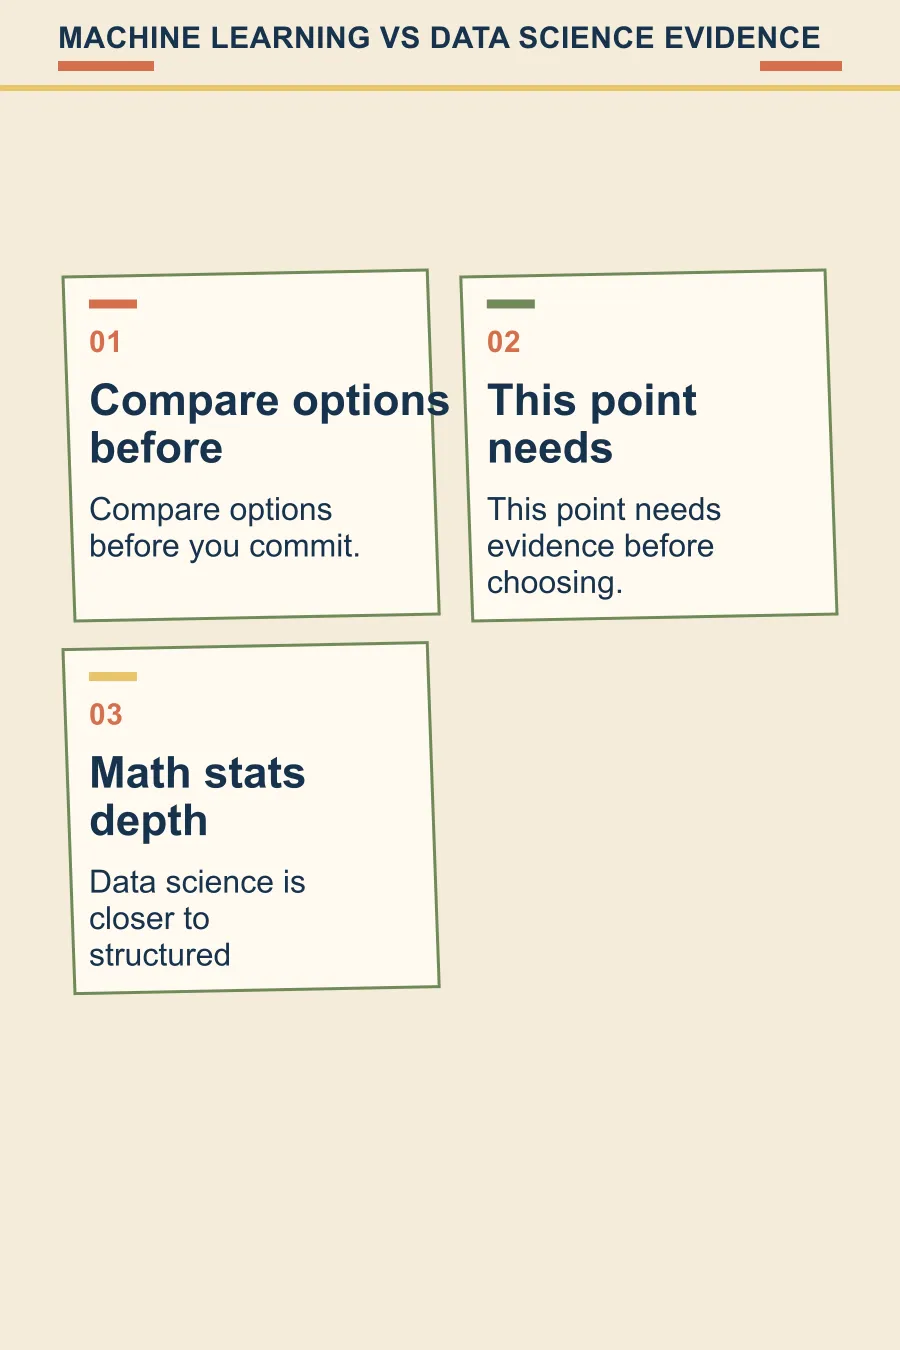 MACHINE LEARNING VS DATA SCIENCE EVIDENCE
01
Compare options
before
Compare options
before you commit.
02
This point
needs
This point needs
evidence before
choosing.
03
Math stats
depth
Data science is
closer to
structured